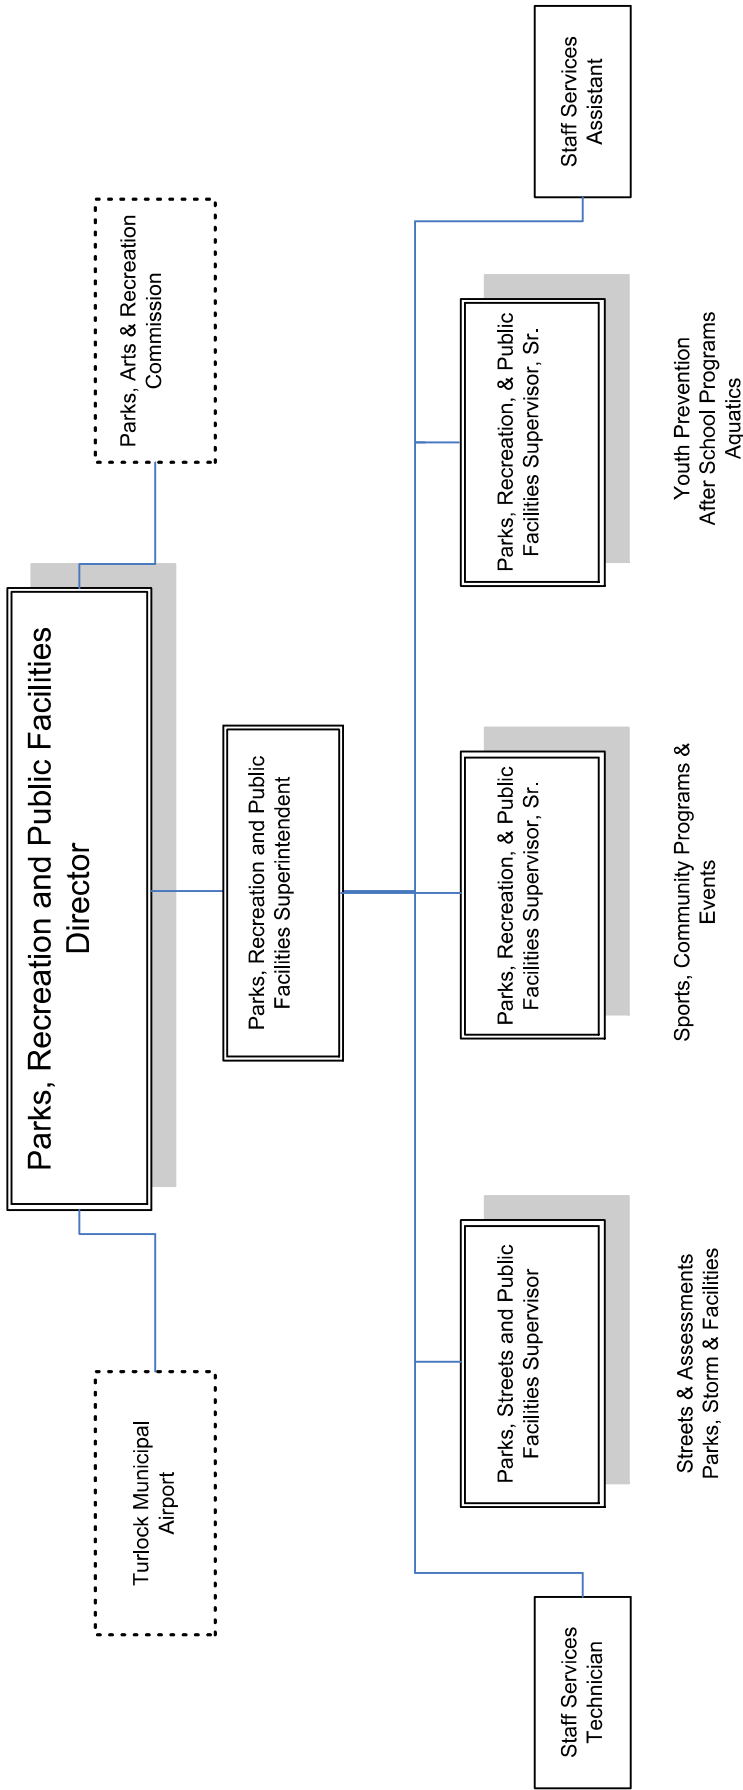 Parks, Recreation and Public Facilities
Director
Turlock Municipal
Airport
Parks, Arts & Recreation
Commission
Parks, Recreation and Public
Facilities Superintendent
Staff Services
Technician
Parks, Streets and Public
Facilities Supervisor
Parks, Recreation, & Public
Facilities Supervisor, Sr.
Parks, Recreation, & Public
Facilities Supervisor, Sr.
Staff Services
Assistant
Streets & Assessments
Parks, Storm & Facilities
Sports, Community Programs &
Events
Youth Prevention
After School Programs
Aquatics